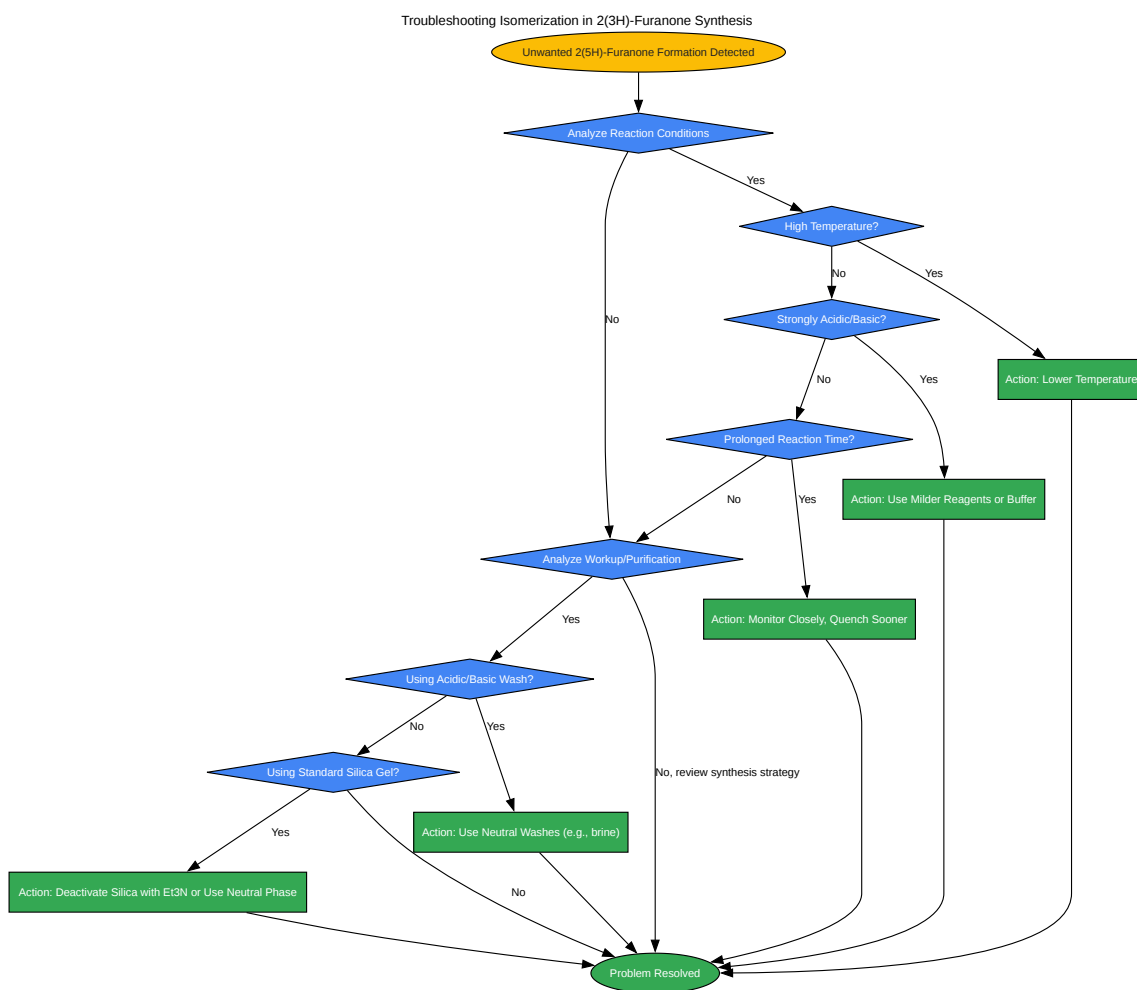 Troubleshooting Isomerization in 2(3H)-Furanone Synthesis
Unwanted 2(5H)-Furanone Formation Detected
Analyze Reaction Conditions
Yes
High Temperature?
No
Yes
No
Strongly Acidic/Basic?
No
Yes
Action: Lower Temperature
Prolonged Reaction Time?
No
Yes
Action: Use Milder Reagents or Buffer
Analyze Workup/Purification
Yes
Action: Monitor Closely, Quench Sooner
Using Acidic/Basic Wash?
No
Yes
Using Standard Silica Gel?
No, review synthesis strategy
Yes
Action: Use Neutral Washes (e.g., brine)
Action: Deactivate Silica with Et3N or Use Neutral Phase
No
Problem Resolved